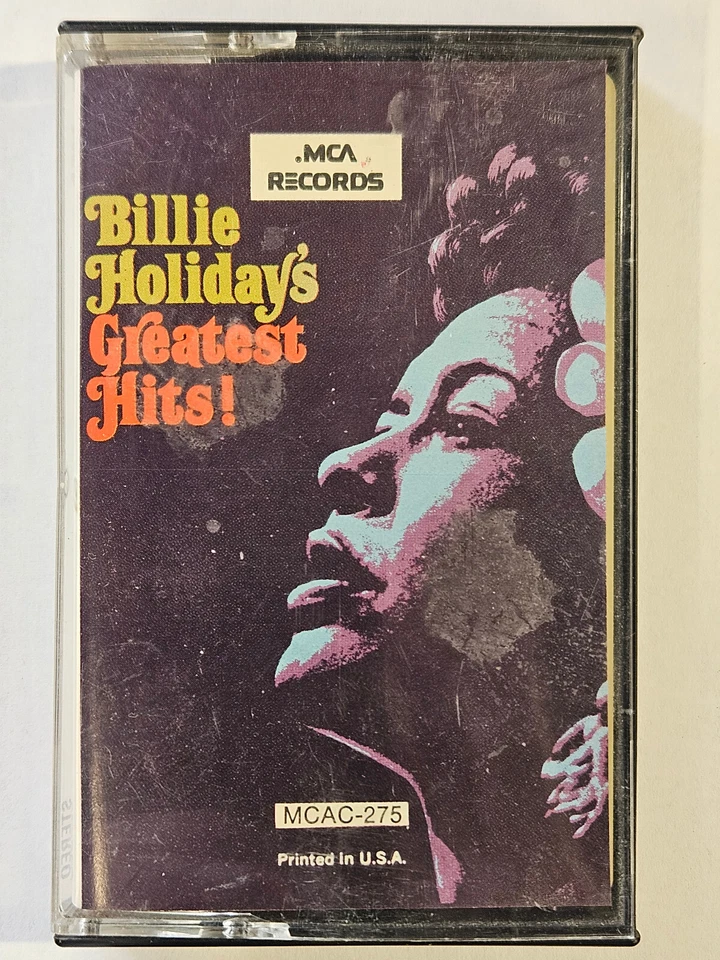 MCA
RECORDS
Billie
Holiday's
Greatest
Hits!
MCAC-275
Printed in U.S.A.
STEREO